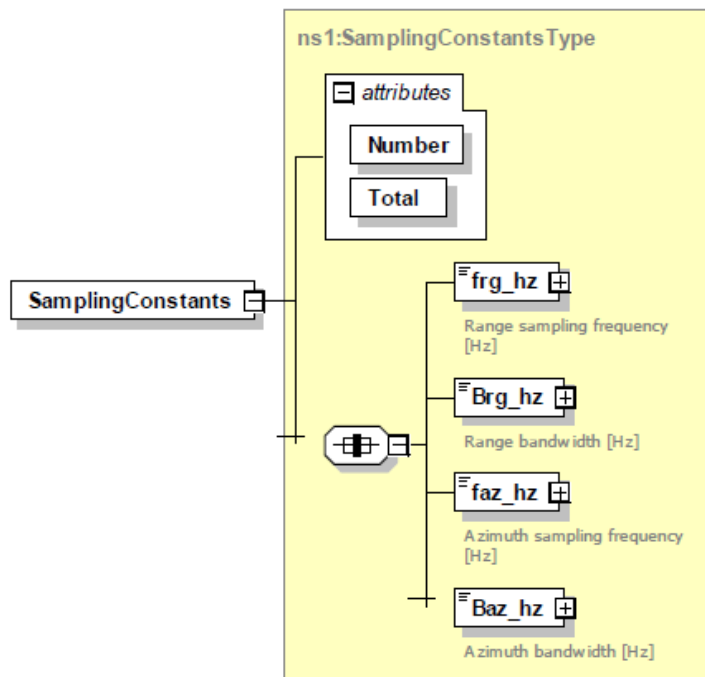 ns1:SamplingConstantsType
attributes
Number
Total
SamplingConstants
frg_hz
Range sampling frequency
[Hz]
Brg_hz
Range bandwidth [Hz]
faz_hz
Azimuth sampling frequency
[Hz]
Baz_hz
Azimuth bandwidth [Hz]